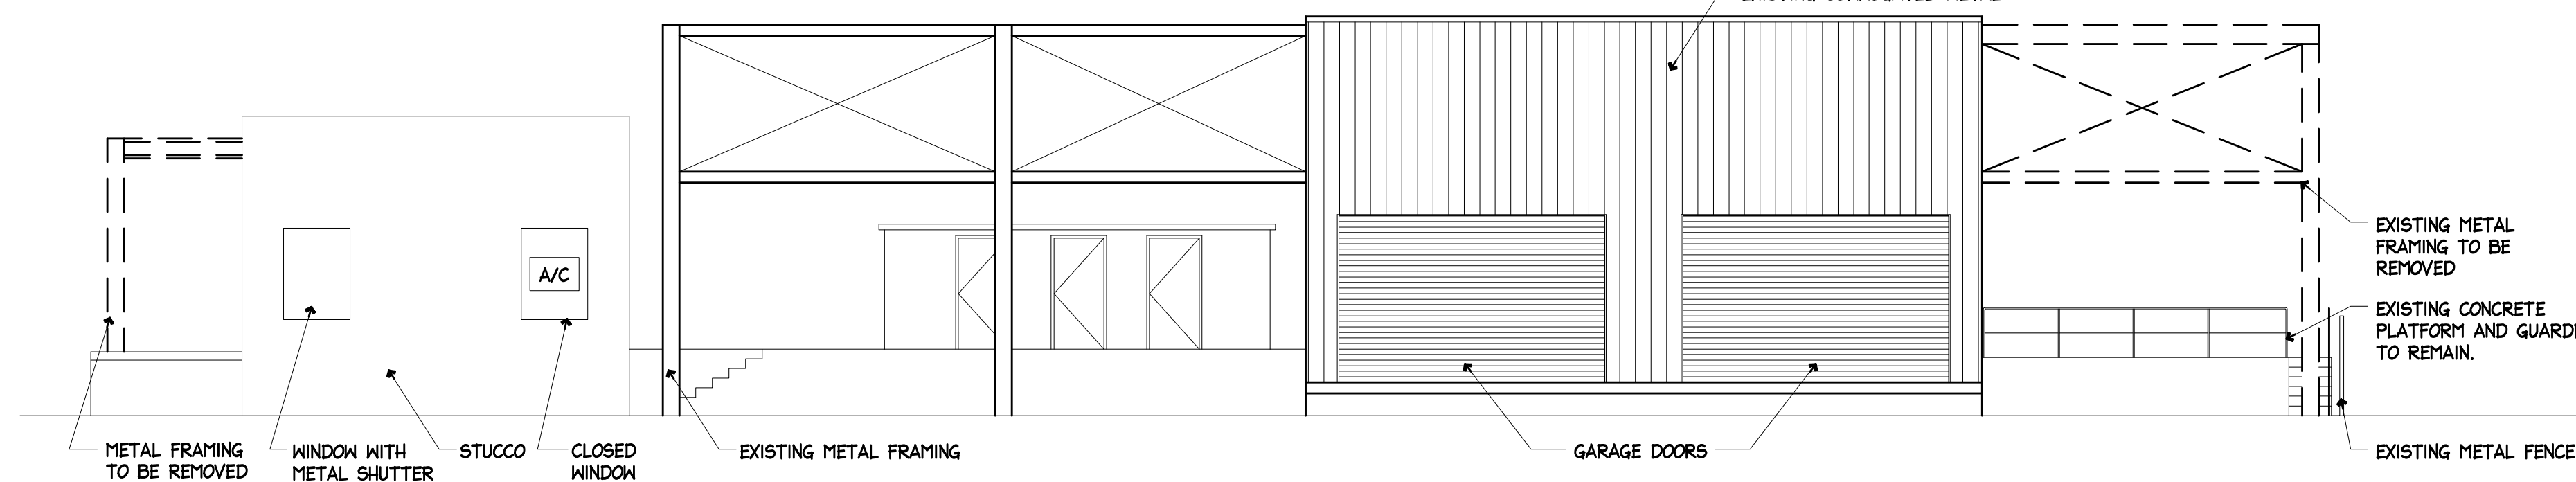 A/C
EXISTING METAL
FRAMING TO BE
REMOVED
EXISTING CONCRETE
PLATFORM AND
TO REMAIN.
METAL FRAMING
TO BE REMOVED
WINDOW WITH
METAL SHUTTER
STUCCO
CLOSED
WINDOW
EXISTING METAL FRAMING
GARAGE DOORS
EXISTING METAL FENCE